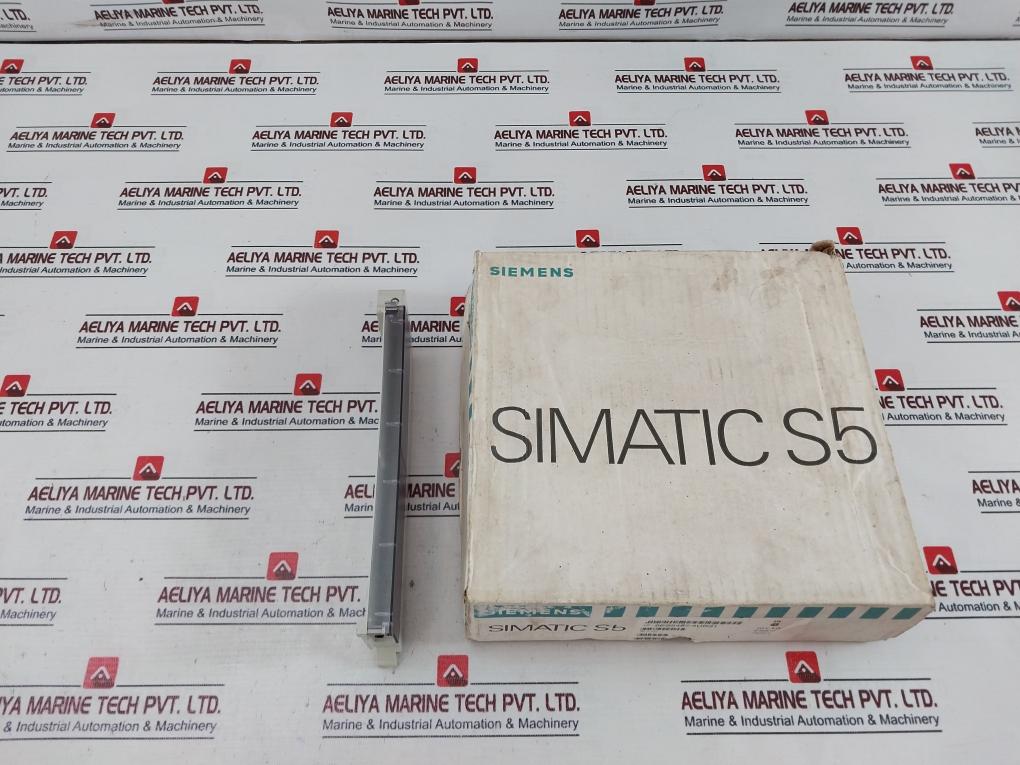 AELIYA MARINE TECH PVT. LTD.
Marine & Industrial Automation & Machinery
SIEMENS
SIMATIC S5
SIEMENS
SIMATIC S5